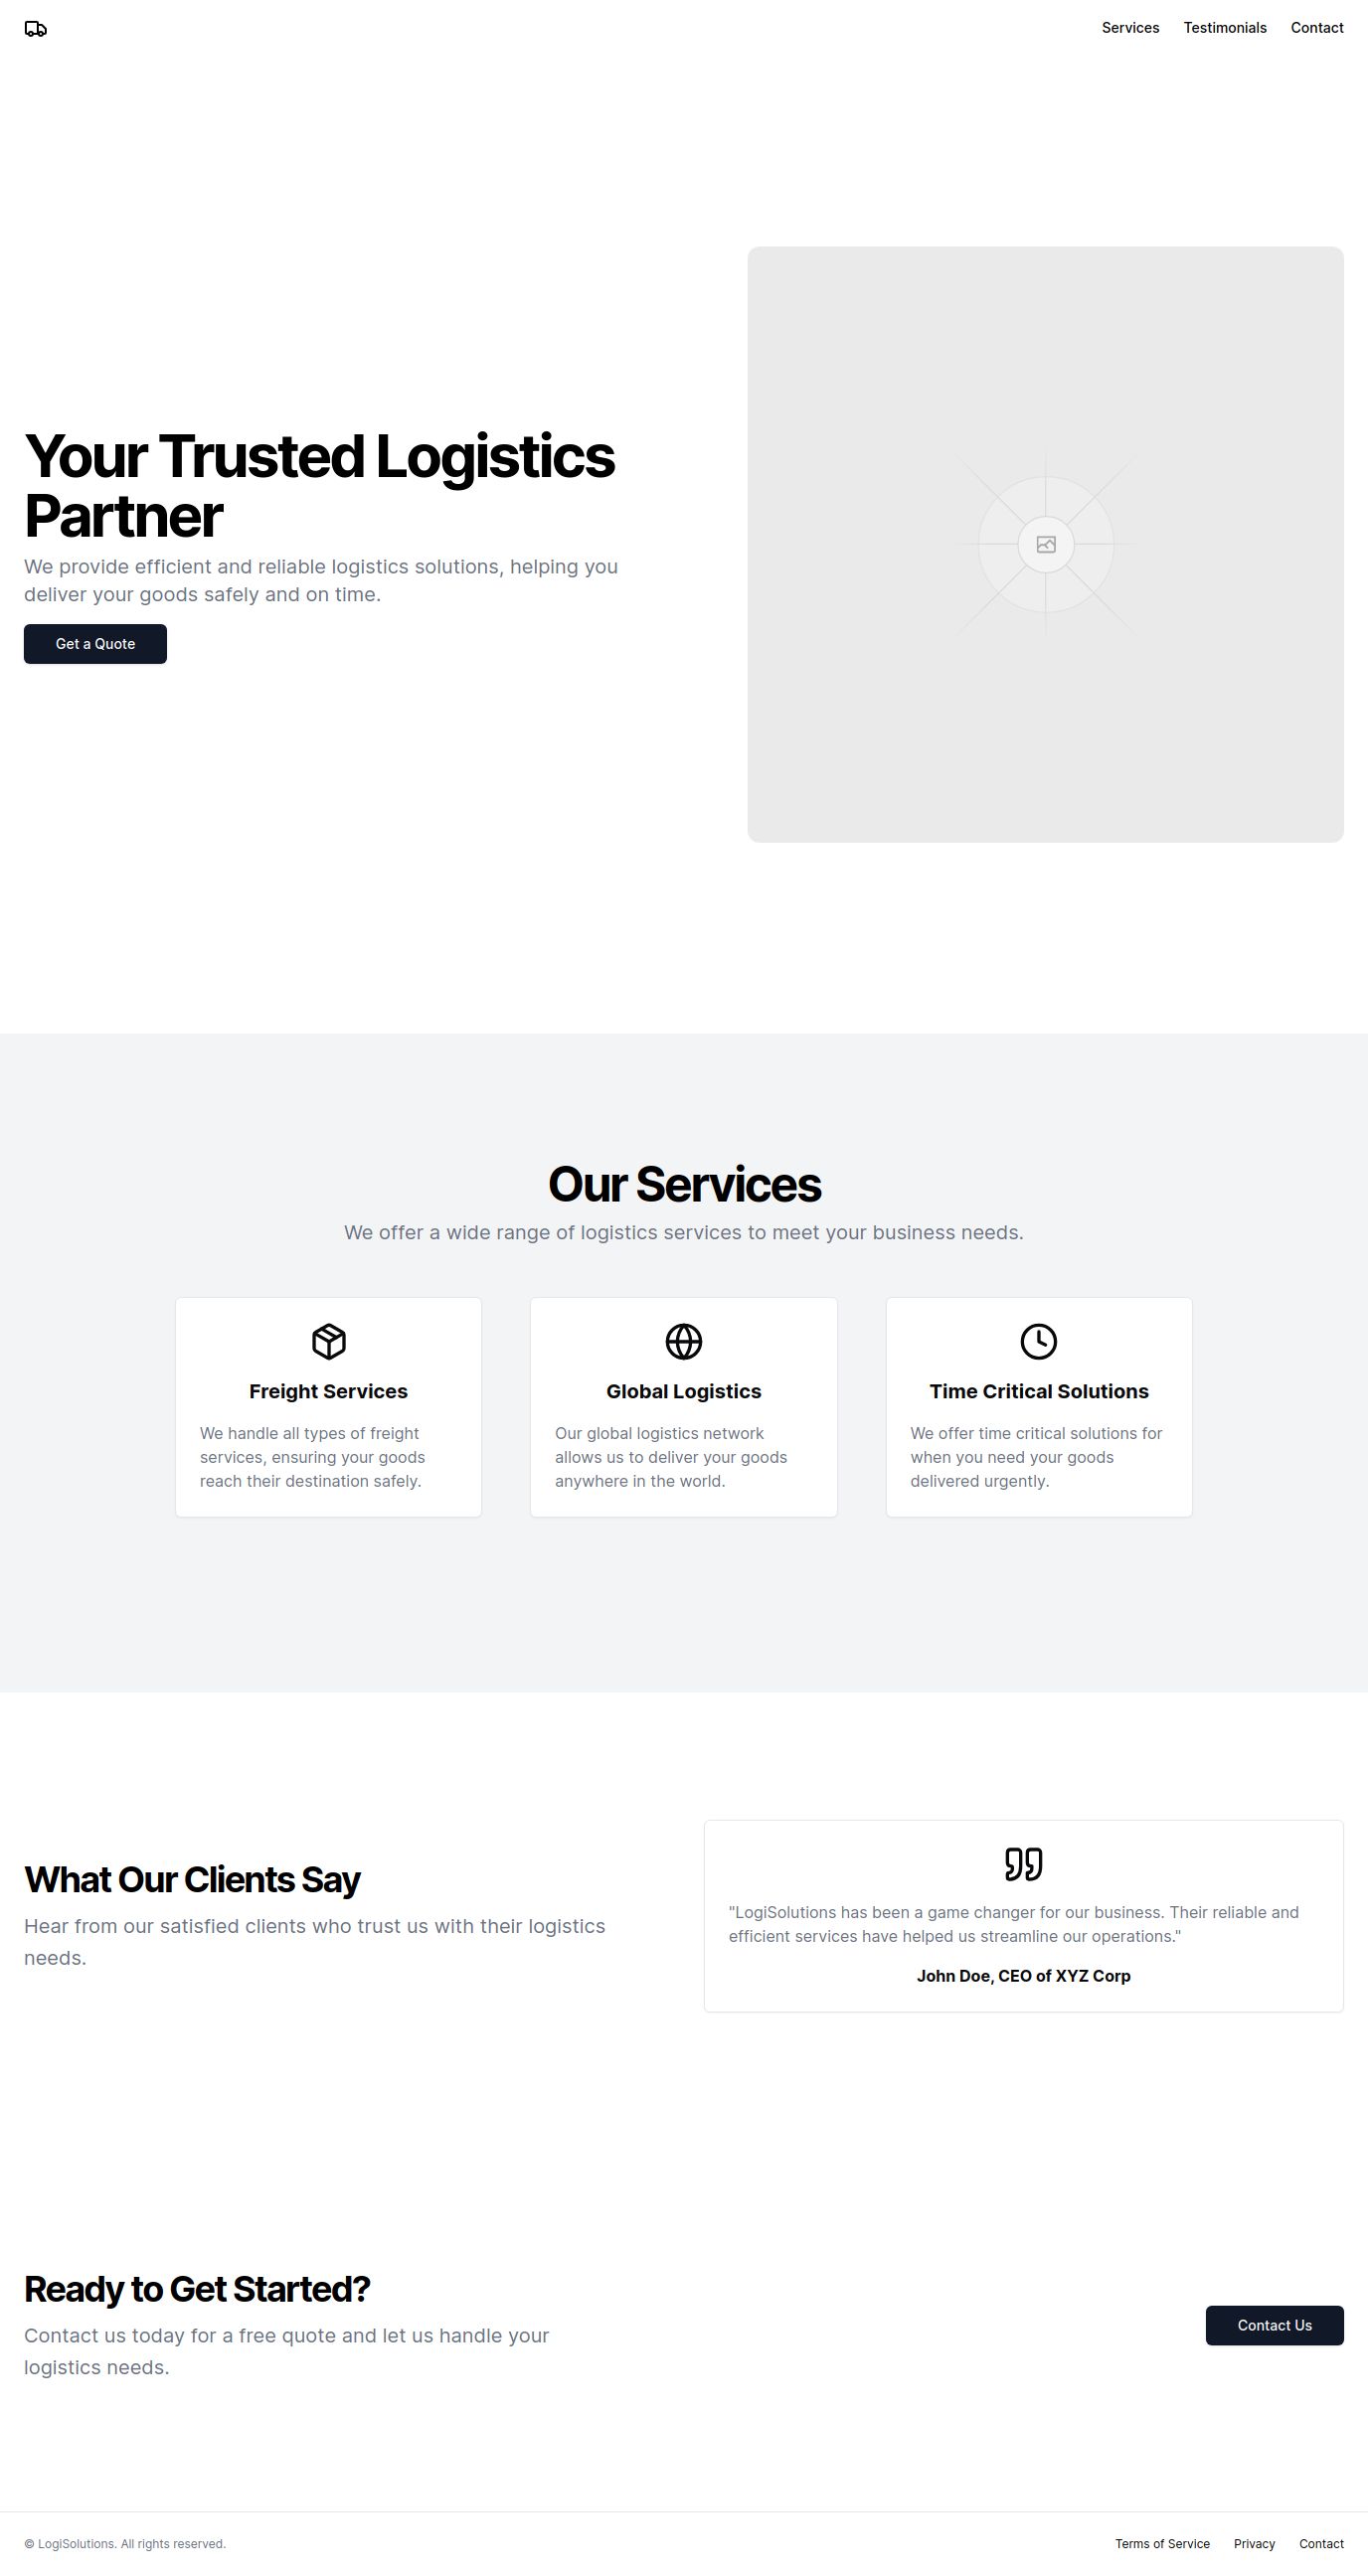 Services Testimonials Contact
Your Trusted Logistics
Partner
We provide efficient and reliable logistics solutions, helping you
deliver your goods safely and on time.
Get a Quote
Our Services
We offer a wide range of logistics services to meet your business needs.
Freight Services
We handle all types of freight
services, ensuring your goods
reach their destination safely.
Global Logistics
Our global logistics network
allows us to deliver your goods
anywhere in the world.
Time Critical Solutions
We offer time critical solutions for
when you need your goods
delivered urgently.
What Our Clients Say
Hear from our satisfied clients who trust us with their logistics
needs.
"LogiSolutions has been a game changer for our business. Their reliable and
efficient services have helped us streamline our operations."
John Doe, CEO of XYZ Corp
Ready to Get Started?
Contact us today for a free quote and let us handle your
logistics needs.
Contact Us
© LogiSolutions. All rights reserved.
Terms of Service Privacy Contact